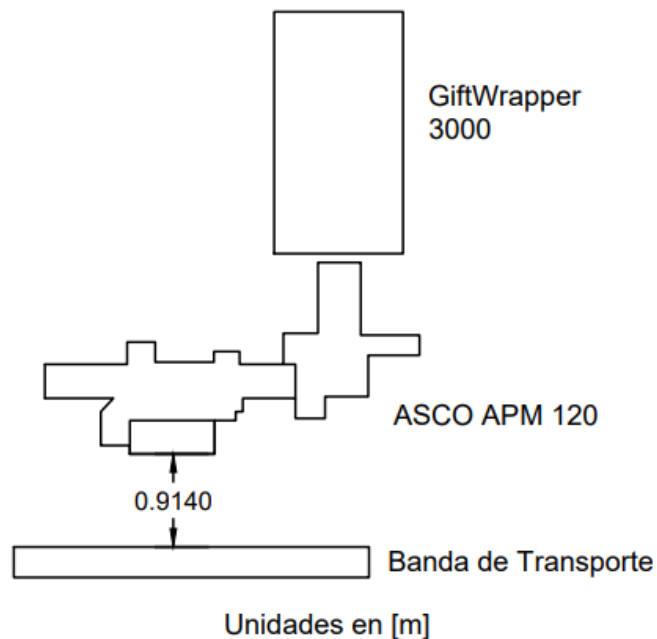 GiftWrapper
3000
ASCO APM 120
0.9140
Banda de Transporte
Unidades en [m]